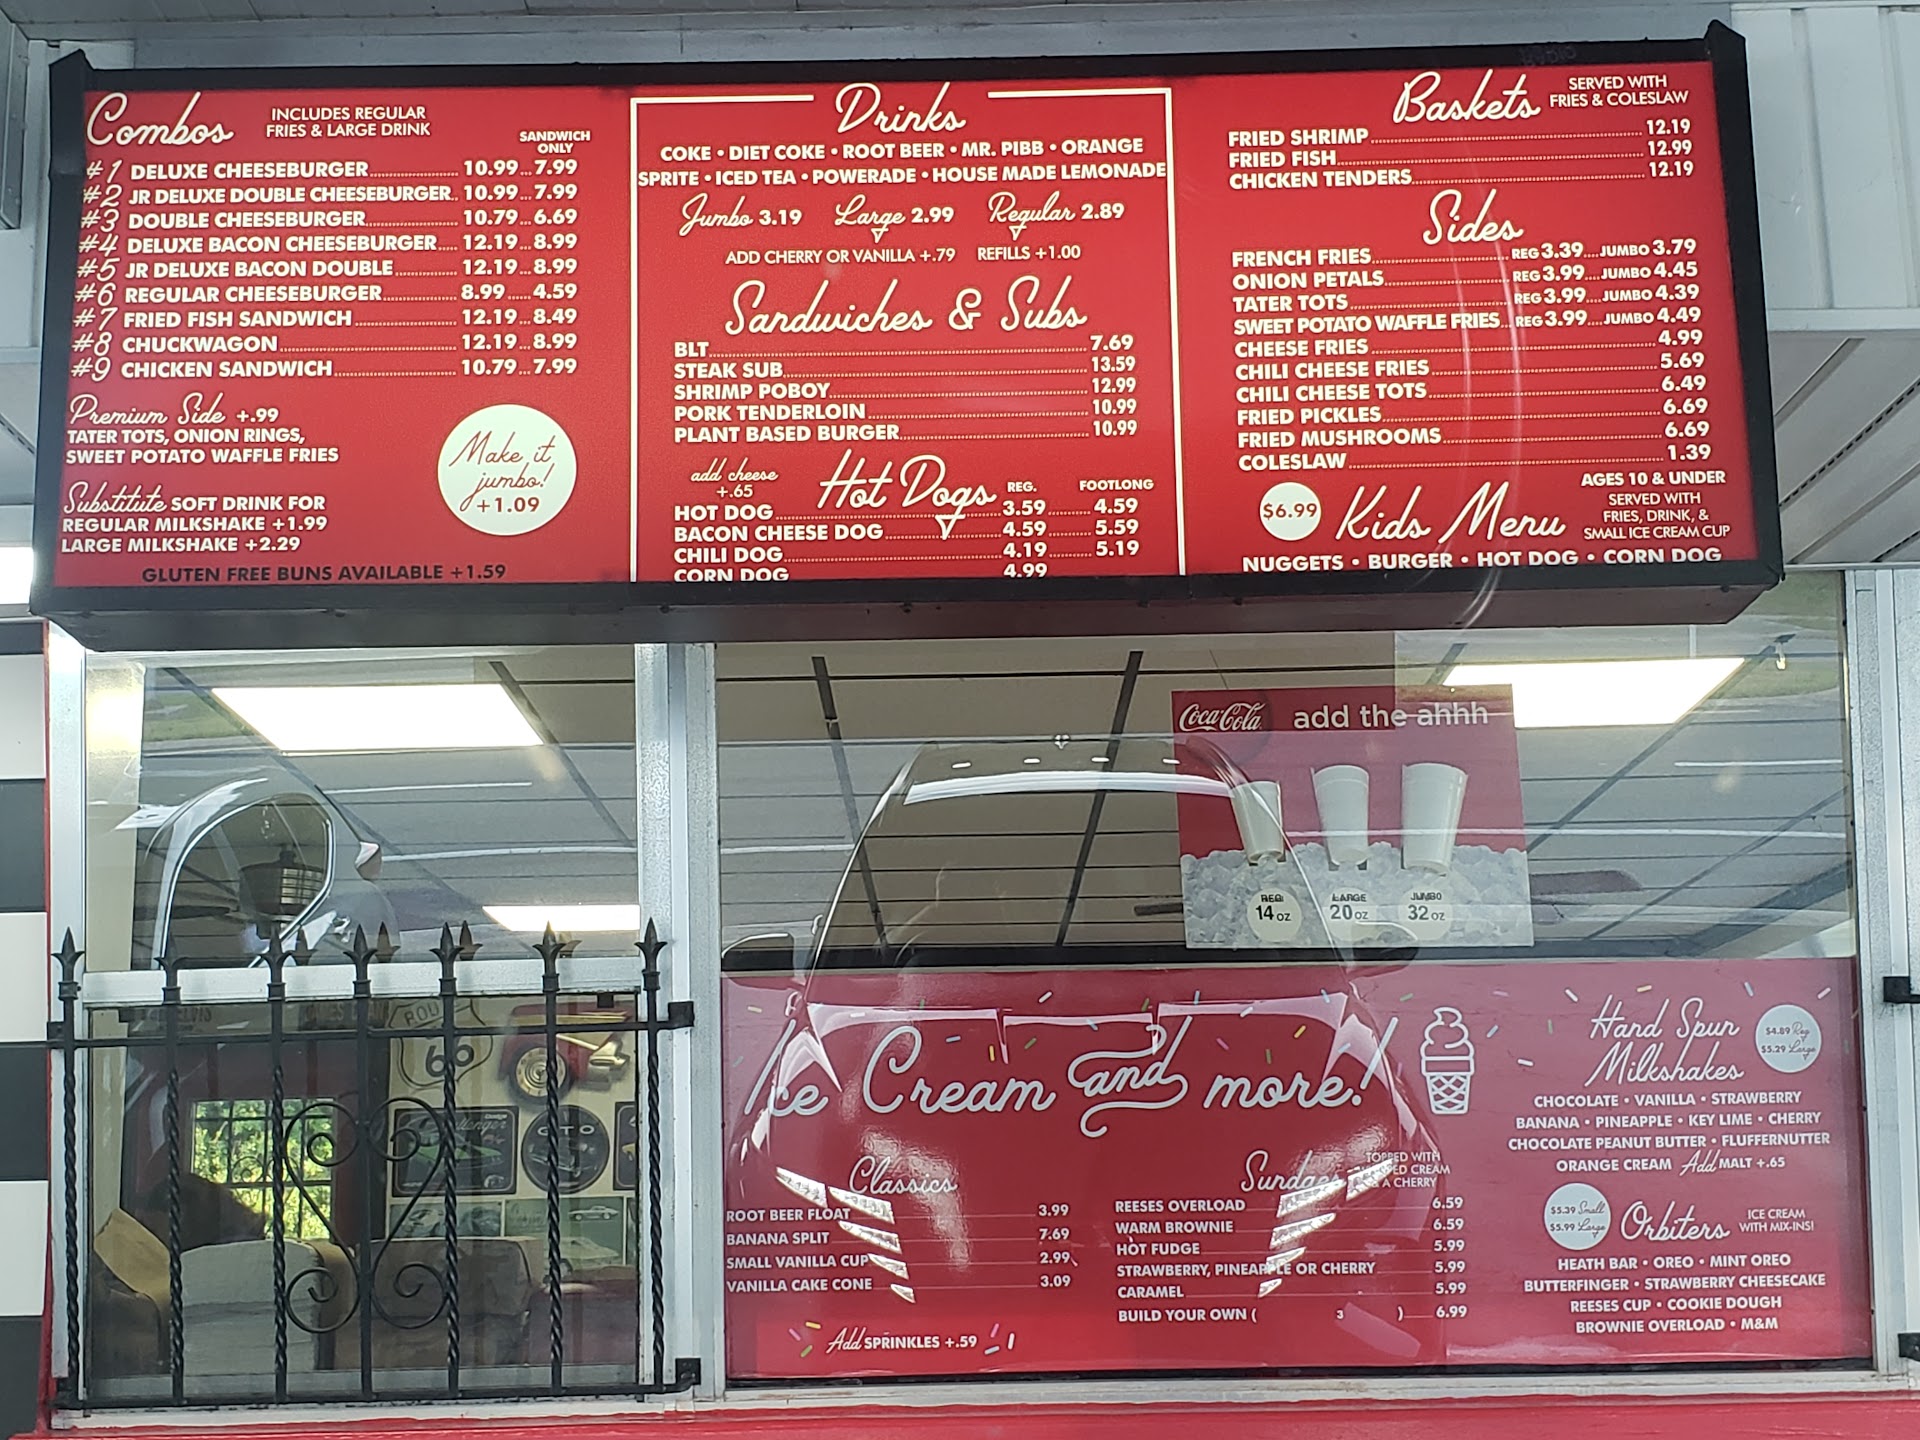 Combos INCLUDES REGULAR
FRIES & LARGE DRINK
SANDWICH
ONLY
#1 DELUXE CHEESEBURGER 10.99 7.99
#2 JR DELUXE DOUBLE CHEESEBURGER 10.99 7.99
#3 DOUBLE CHEESEBURGER 10.79 6.69
#4 DELUXE BACON CHEESEBURGER 12.19 8.99
#5 JR DELUXE BACON DOUBLE 12.19 8.99
#6 REGULAR CHEESEBURGER 8.99 4.59
#7 FRIED FISH SANDWICH 12.19 8.49
#8 CHUCKWAGON 12.19 8.99
#9 CHICKEN SANDWICH 10.79 7.99
Premium Side +.99
TATER TOTS, ONION RINGS,
SWEET POTATO WAFFLE FRIES
Make it
jumbo!
+1.09
Substitute SOFT DRINK FOR
REGULAR MILKSHAKE +1.99
LARGE MILKSHAKE +2.29
GLUTEN FREE BUNS AVAILABLE +1.59
Drinks
COKE • DIET COKE • ROOT BEER • MR. PIBB • ORANGE
SPRITE • ICED TEA • POWERADE • HOUSE MADE LEMONADE
Jumbo 3.19 Large 2.99 Regular 2.89
ADD CHERRY OR VANILLA +.79 REFILLS +1.00
Sandwiches & Subs
BLT 7.69
STEAK SUB 13.59
SHRIMP POBOY 12.99
PORK TENDERLOIN 10.99
PLANT BASED BURGER 10.99
add cheese
+.65
Hot Dogs REG. FOOTLONG
HOT DOG 3.59 4.59
BACON CHEESE DOG 4.59 5.59
CHILI DOG 4.19 5.19
CORN DOG 4.99
Baskets SERVED WITH
FRIES & COLESLAW
FRIED SHRIMP 12.19
FRIED FISH 12.99
CHICKEN TENDERS 12.19
Sides
FRENCH FRIES REG 3.39 JUMBO 3.79
ONION PETALS REG 3.99 JUMBO 4.45
TATER TOTS REG 3.99 JUMBO 4.39
SWEET POTATO WAFFLE FRIES REG 3.99 JUMBO 4.49
CHEESE FRIES 4.99
CHILI CHEESE FRIES 5.69
CHILI CHEESE TOTS 6.49
FRIED PICKLES 6.69
FRIED MUSHROOMS 6.69
COLESLAW 1.39
$6.99 Kids Menu AGES 10 & UNDER
SERVED WITH
FRIES, DRINK, &
SMALL ICE CREAM CUP
NUGGETS • BURGER • HOT DOG • CORN DOG
Coca-Cola add the ahhh
REG LARGE JUMBO
14 oz 20 oz 32 oz
ROUTE
66
Challenger
GTO
Ice Cream and more!
Classics
ROOT BEER FLOAT 3.99
BANANA SPLIT 7.69
SMALL VANILLA CUP 2.99
VANILLA CAKE CONE 3.09
Add SPRINKLES +.59
Sundaes TOPPED WITH
WHIPPED CREAM
& A CHERRY
REESES OVERLOAD 6.59
WARM BROWNIE 6.59
HOT FUDGE 5.99
STRAWBERRY, PINEAPPLE OR CHERRY 5.99
CARAMEL 5.99
BUILD YOUR OWN ( 3 ) 6.99
Hand Spun
Milkshakes
$4.89 Reg
$5.29 Large
CHOCOLATE • VANILLA • STRAWBERRY
BANANA • PINEAPPLE • KEY LIME • CHERRY
CHOCOLATE PEANUT BUTTER • FLUFFERNUTTER
ORANGE CREAM Add MALT +.65
$5.39 Small
$5.99 Large
Orbiters ICE CREAM
WITH MIX-INS!
HEATH BAR • OREO • MINT OREO
BUTTERFINGER • STRAWBERRY CHEESECAKE
REESES CUP • COOKIE DOUGH
BROWNIE OVERLOAD • M&M